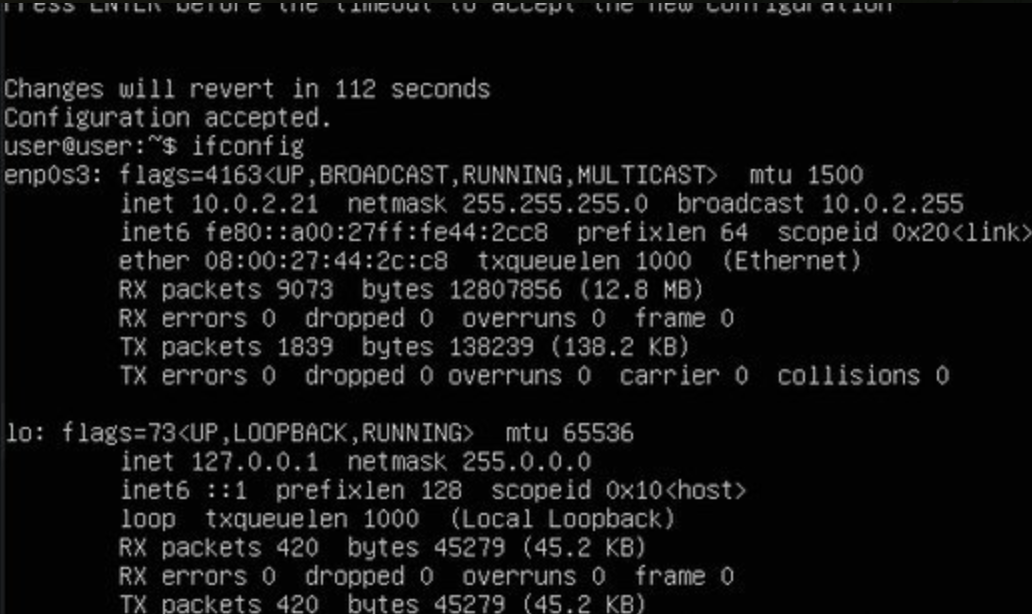 Press ENTER before the timeout to accept the new configuration
Changes will revert in 112 seconds
Configuration accepted.
user@user:~$ ifconfig
enp0s3: flags=4163<UP,BROADCAST,RUNNING,MULTICAST>  mtu 1500
        inet 10.0.2.21  netmask 255.255.255.0  broadcast 10.0.2.255
        inet6 fe80::a00:27ff:fe44:2cc8  prefixlen 64  scopeid 0x20<link>
        ether 08:00:27:44:2c:c8  txqueuelen 1000  (Ethernet)
        RX packets 9073  bytes 12807856 (12.8 MB)
        RX errors 0  dropped 0  overruns 0  frame 0
        TX packets 1839  bytes 138239 (138.2 KB)
        TX errors 0  dropped 0 overruns 0  carrier 0  collisions 0
lo: flags=73<UP,LOOPBACK,RUNNING>  mtu 65536
        inet 127.0.0.1  netmask 255.0.0.0
        inet6 ::1  prefixlen 128  scopeid 0x10<host>
        loop  txqueuelen 1000  (Local Loopback)
        RX packets 420  bytes 45279 (45.2 KB)
        RX errors 0  dropped 0  overruns 0  frame 0
        TX packets 420  bytes 45279 (45.2 KB)